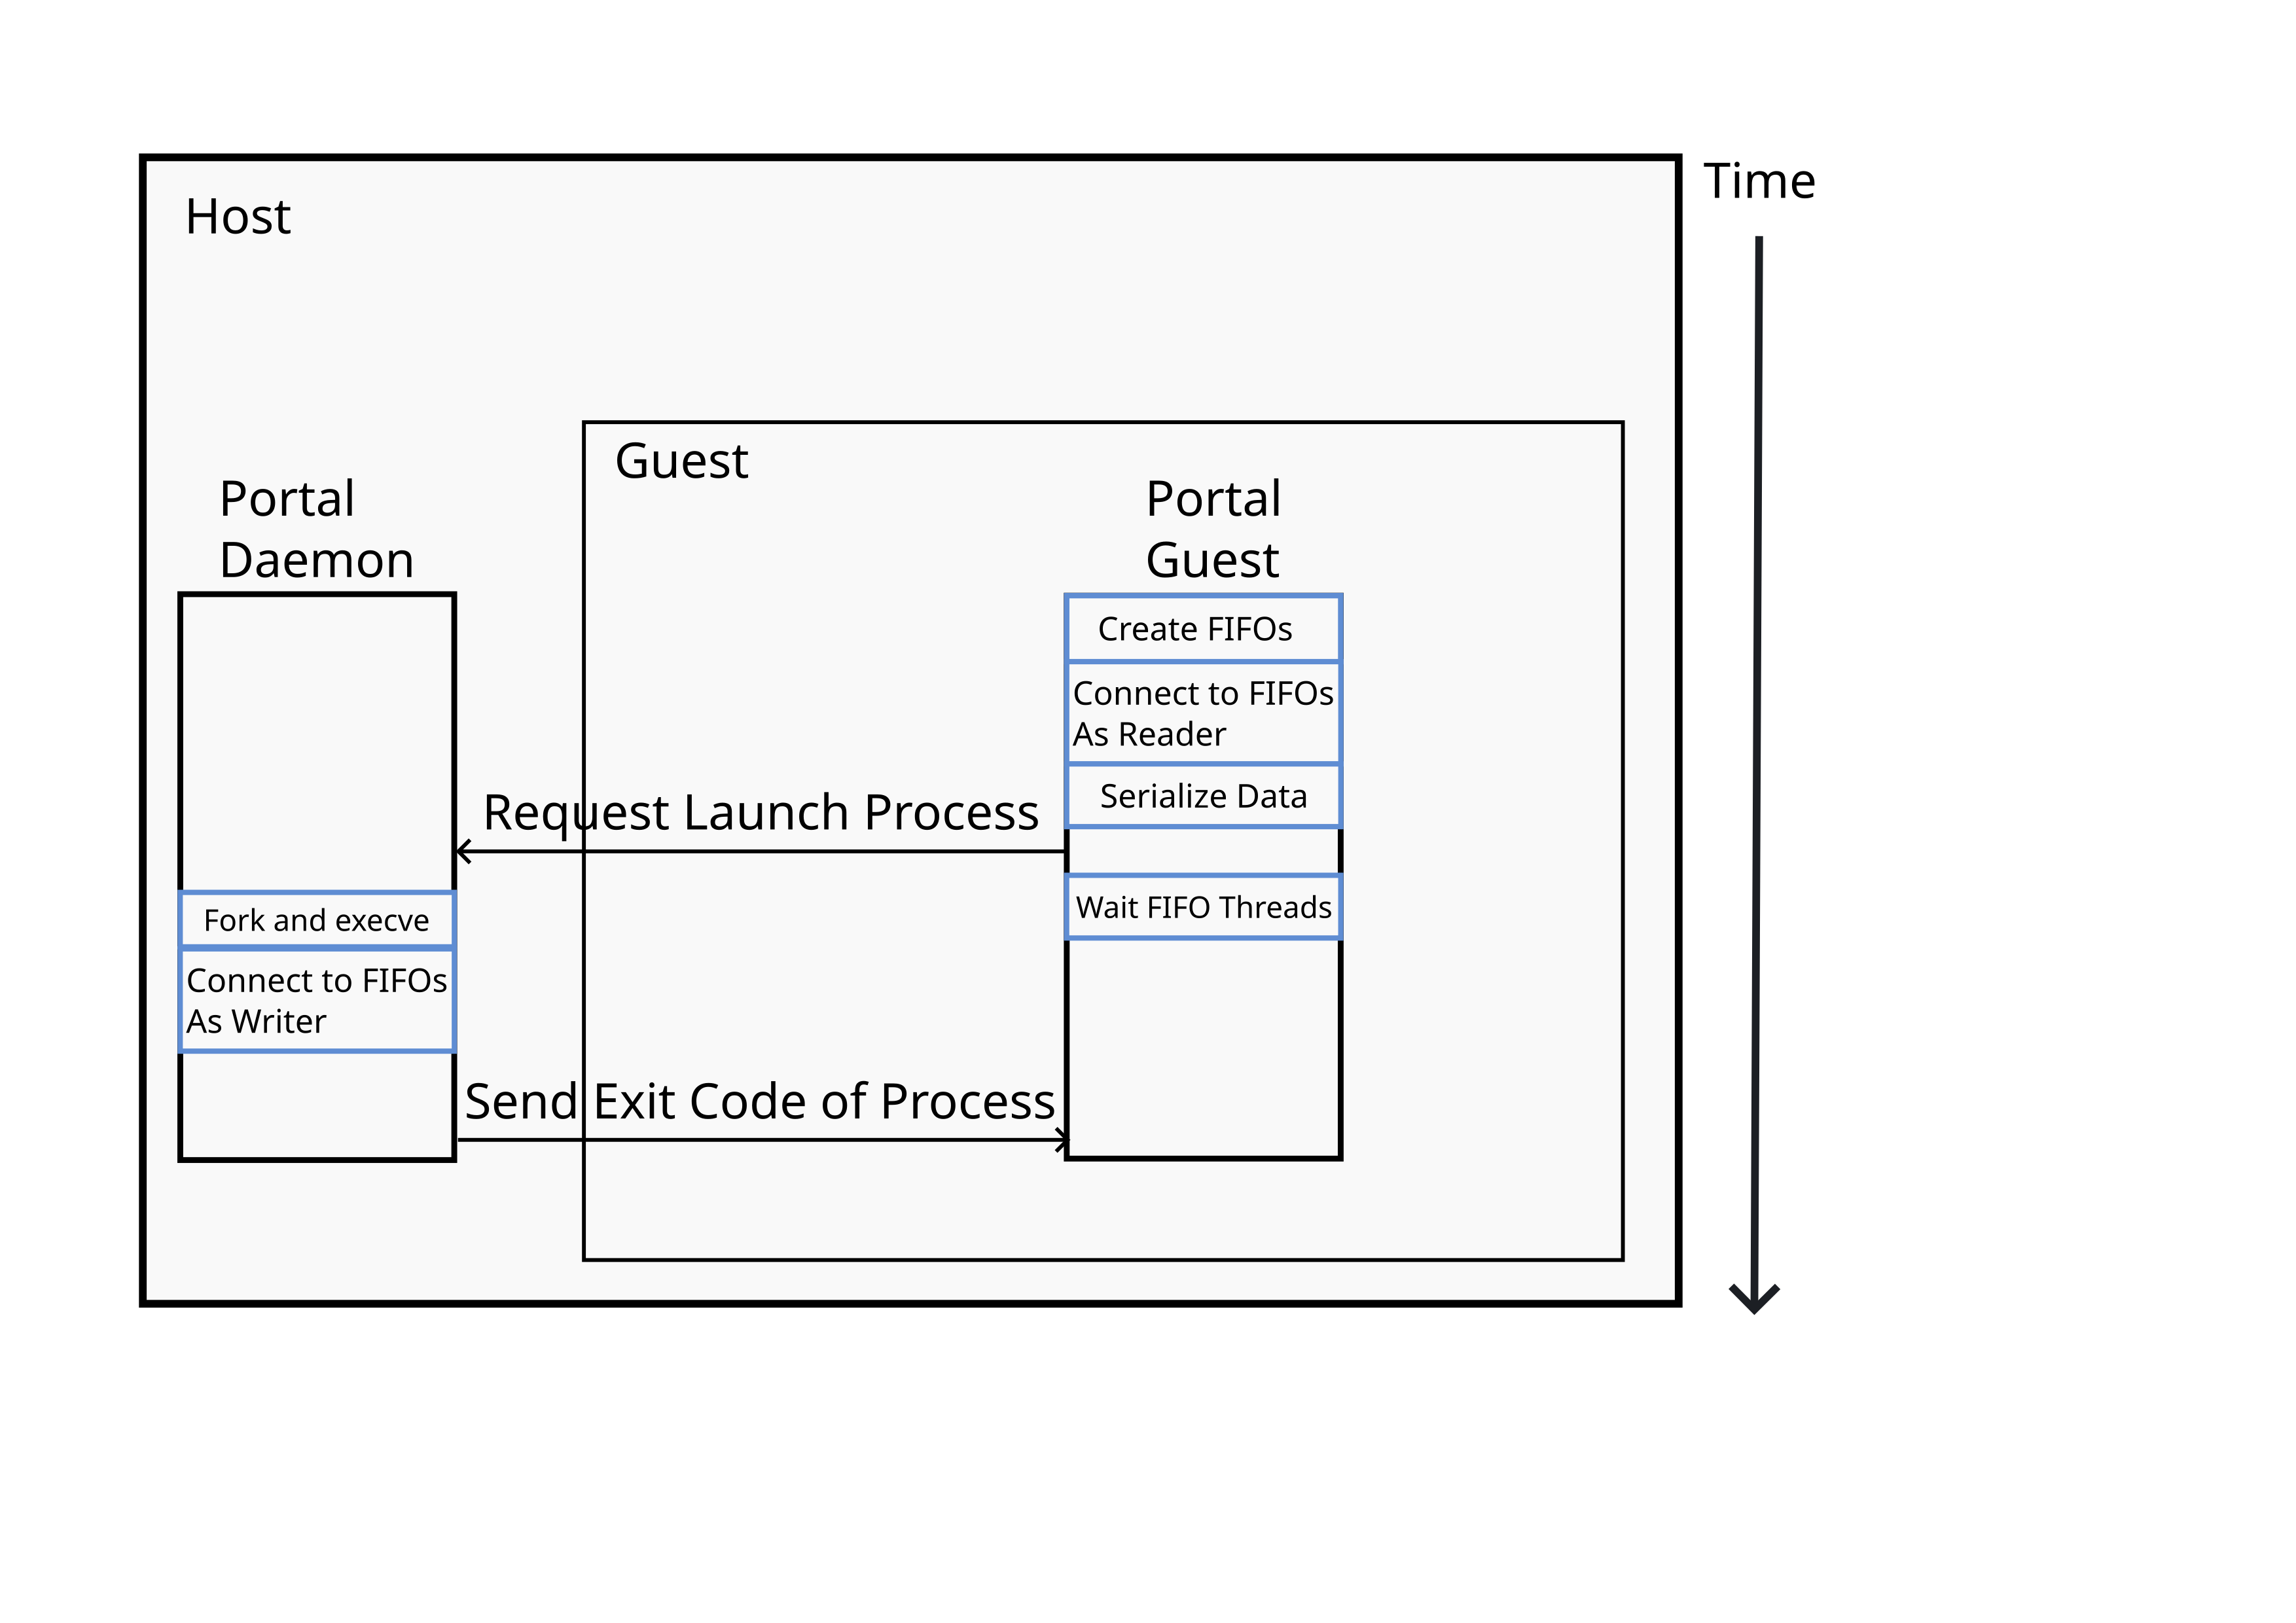 Host
Time
Guest
Portal
Daemon
Portal
Guest
Create FIFOs
Connect to FIFOs
As Reader
Serialize Data
Request Launch Process
Wait FIFO Threads
Fork and execve
Connect to FIFOs
As Writer
Send Exit Code of Process